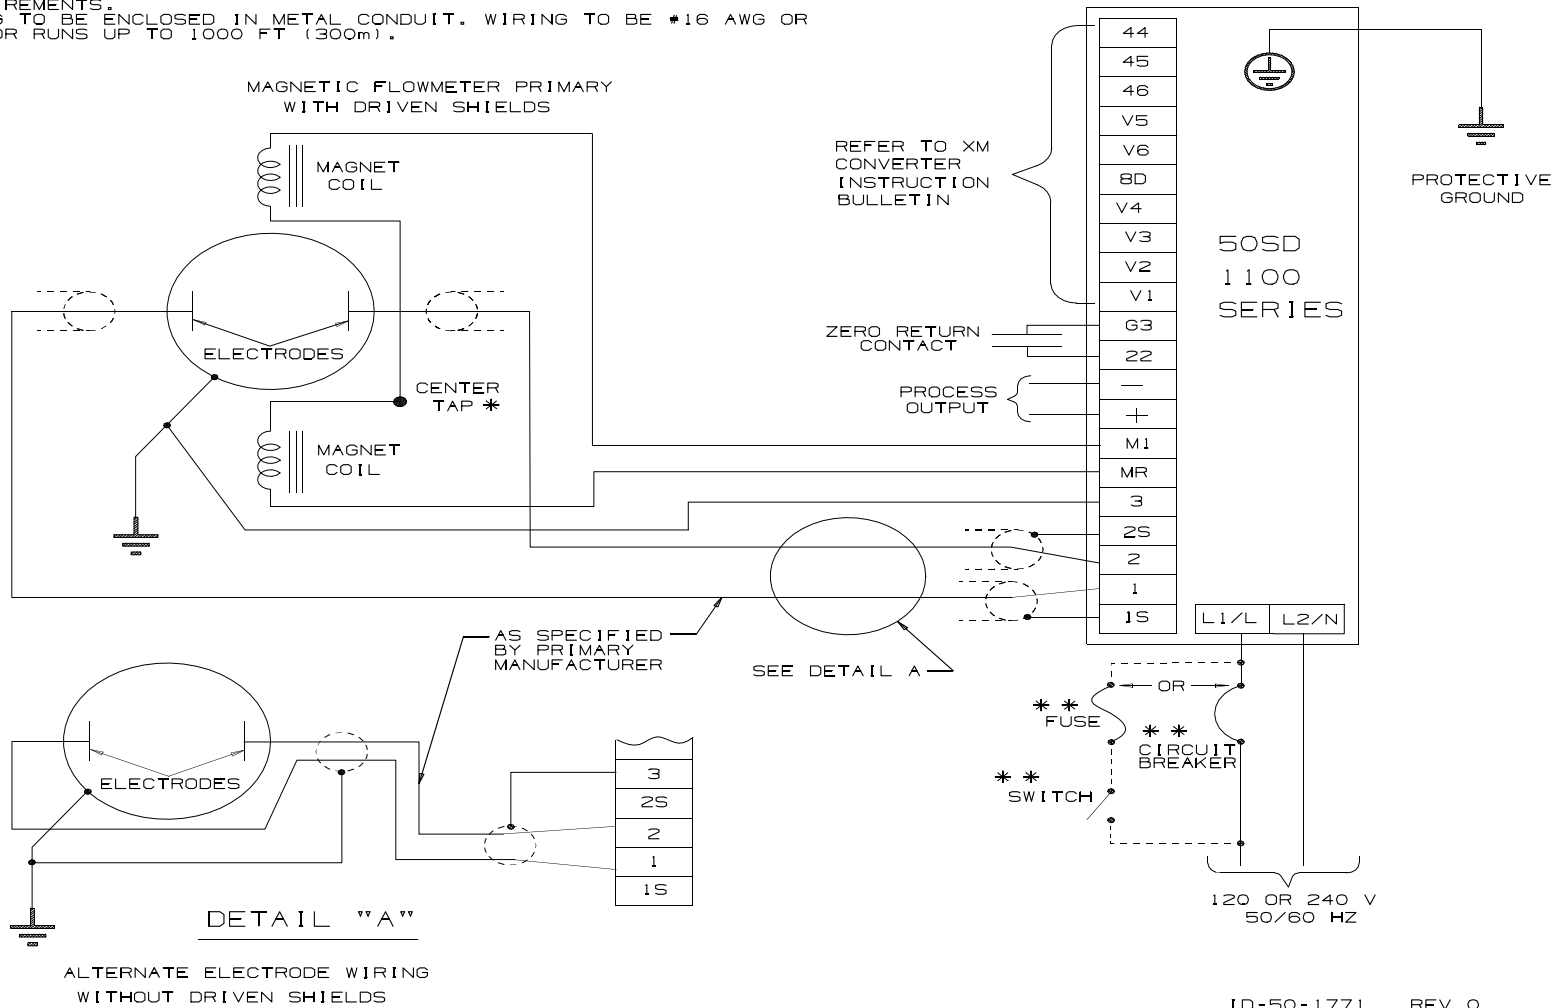 REMENTS.
TO BE ENCLOSED IN METAL CONDUIT. WIRING TO BE #16 AWG OR
OR RUNS UP TO 1000 FT (300m).
MAGNETIC FLOWMETER PRIMARY
WITH DRIVEN SHIELDS
MAGNET
COIL
ELECTRODES
CENTER
TAP *
MAGNET
COIL
REFER TO XM
CONVERTER
INSTRUCTION
BULLETIN
ZERO RETURN
CONTACT
PROCESS
OUTPUT
44
45
46
V5
V6
8D
V4
V3
V2
V1
G3
22
—
+
M1
MR
3
2S
2
1
1S
50SD
1100
SERIES
PROTECTIVE
GROUND
L1/L L2/N
AS SPECIFIED
BY PRIMARY
MANUFACTURER
SEE DETAIL A
OR
* *
FUSE
* *
CIRCUIT
BREAKER
* *
SWITCH
120 OR 240 V
50/60 HZ
ELECTRODES
3
2S
2
1
1S
DETAIL "A"
ALTERNATE ELECTRODE WIRING
WITHOUT DRIVEN SHIELDS
ID-50-1771 REV 0